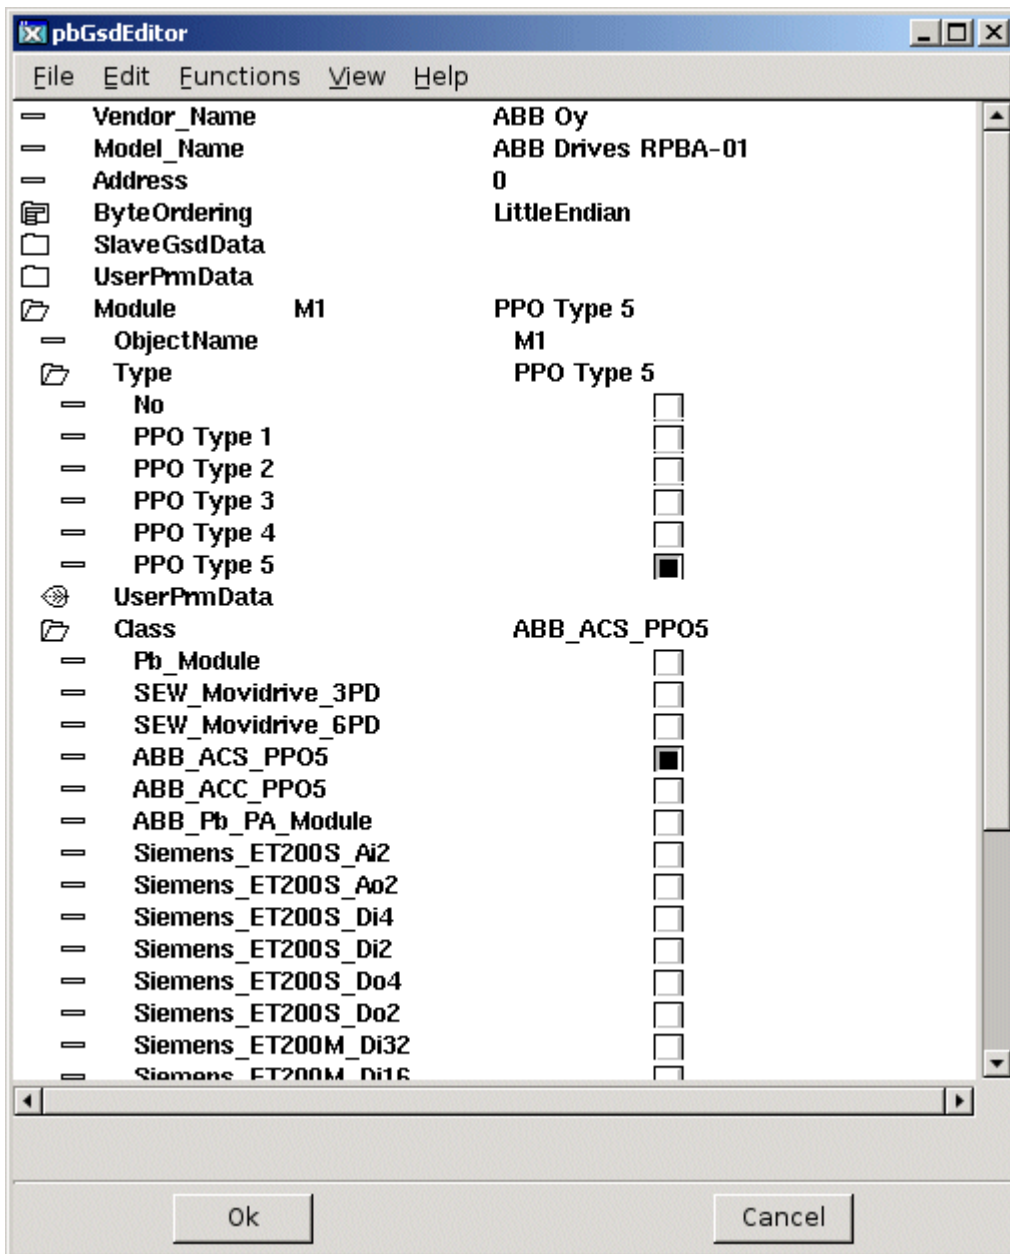 pbGsdEditor
File Edit Functions View Help
Vendor_Name ABB Oy
Model_Name ABB Drives RPBA-01
Address 0
ByteOrdering LittleEndian
SlaveGsdData
UserPrmData
Module M1 PPO Type 5
ObjectName M1
Type PPO Type 5
No
PPO Type 1
PPO Type 2
PPO Type 3
PPO Type 4
PPO Type 5
UserPrmData
Class ABB_ACS_PPO5
Pb_Module
SEW_Movidrive_3PD
SEW_Movidrive_6PD
ABB_ACS_PPO5
ABB_ACC_PPO5
ABB_Pb_PA_Module
Siemens_ET200S_Ai2
Siemens_ET200S_Ao2
Siemens_ET200S_Di4
Siemens_ET200S_Di2
Siemens_ET200S_Do4
Siemens_ET200S_Do2
Siemens_ET200M_Di32
Siemens_ET200M_Di16
Ok Cancel